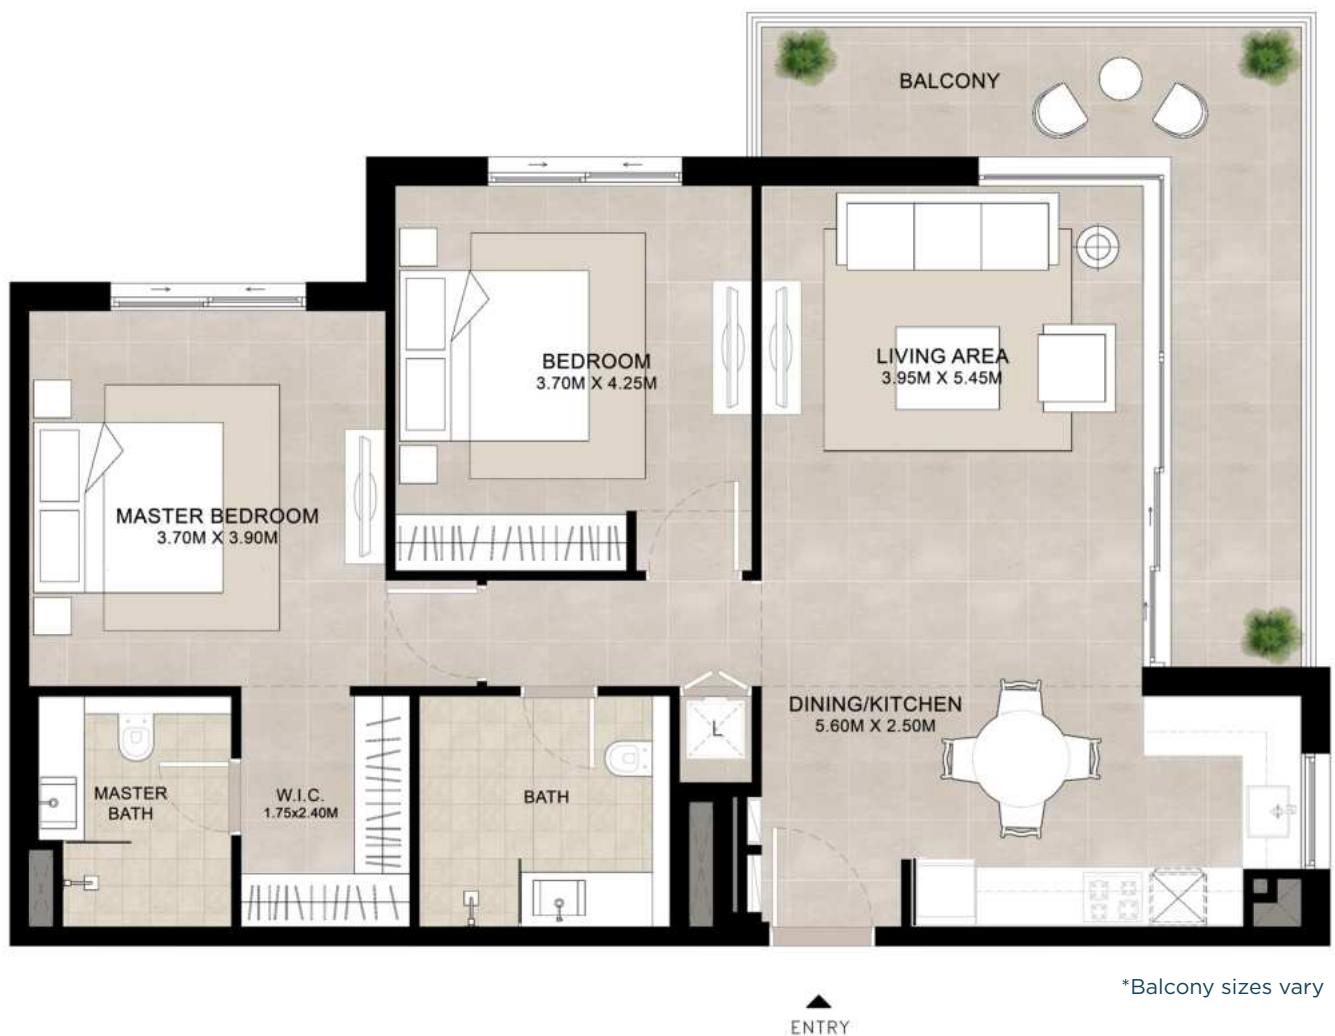 BALCONY
BEDROOM
3.70M X 4.25M
LIVING AREA
3.95M X 5.45M
MASTER BEDROOM
3.70M X 3.90M
DINING/KITCHEN
5.60M X 2.50M
L
MASTER
BATH
W.I.C.
1.75x2.40M
BATH
*Balcony sizes vary
ENTRY